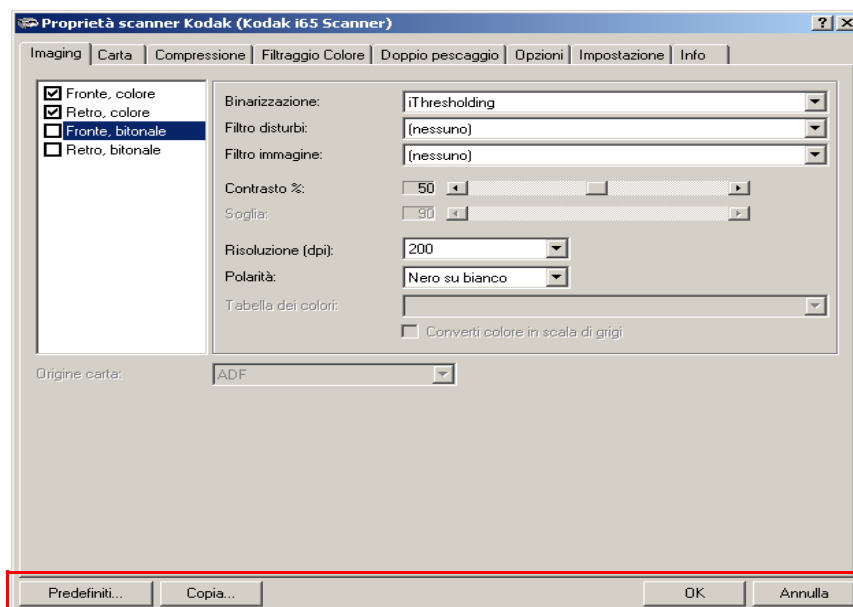 Proprietà scanner Kodak (Kodak i65 Scanner)
Imaging Carta Compressione Filtraggio Colore Doppio pescaggio Opzioni Impostazione Info
Fronte, colore
Retro, colore
Fronte, bitonale
Retro, bitonale
Binarizzazione: iThresholding
Filtro disturbi: (nessuno)
Filtro immagine: (nessuno)
Contrasto %: 50
Soglia: 90
Risoluzione (dpi): 200
Polarità: Nero su bianco
Tabella dei colori:
Converti colore in scala di grigi
Origine carta: ADF
Predefiniti... Copia... OK Annulla